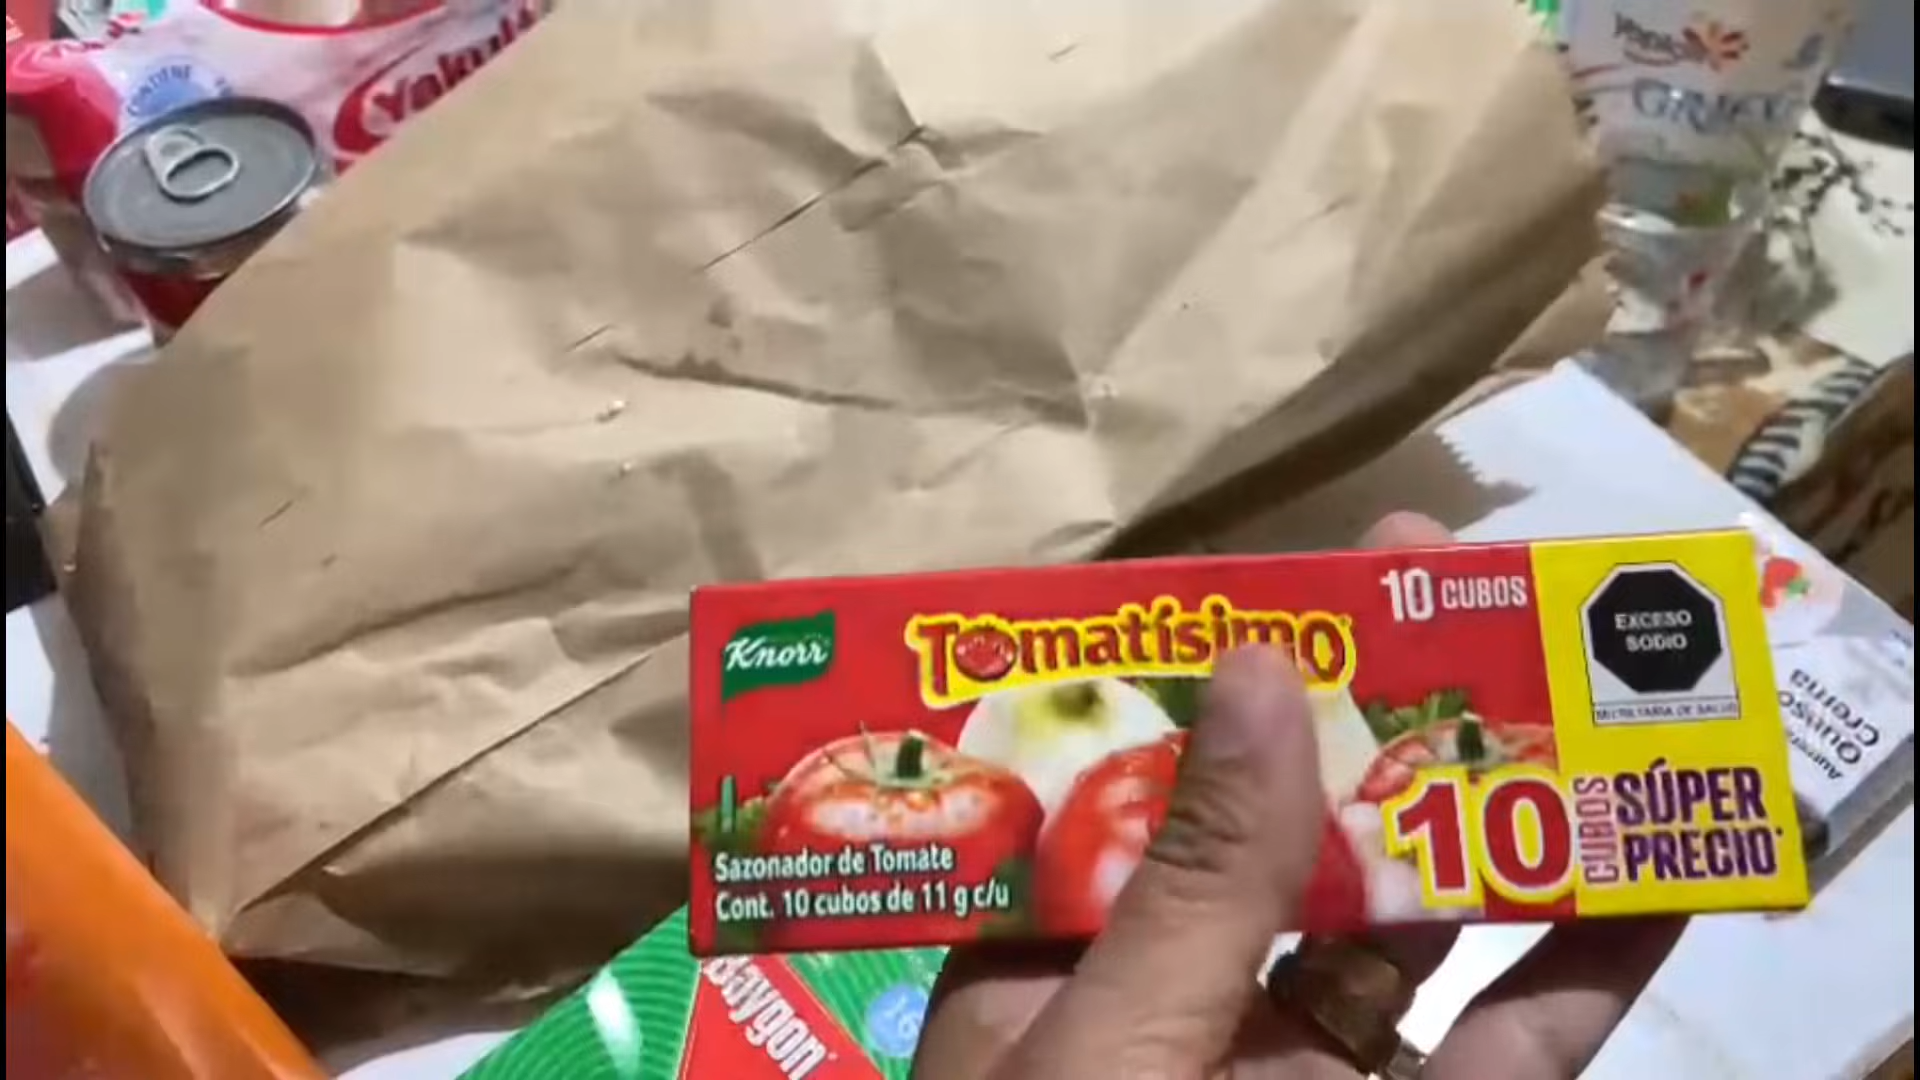 Yakult
Knorr
Tomatísimo
10 CUBOS
EXCESO
SODIO
SECRETARÍA DE SALUD
10
CUBOS
SÚPER
PRECIO
Sazonador de Tomate
Cont. 10 cubos de 11 g c/u
Baygon
Queso
Crema